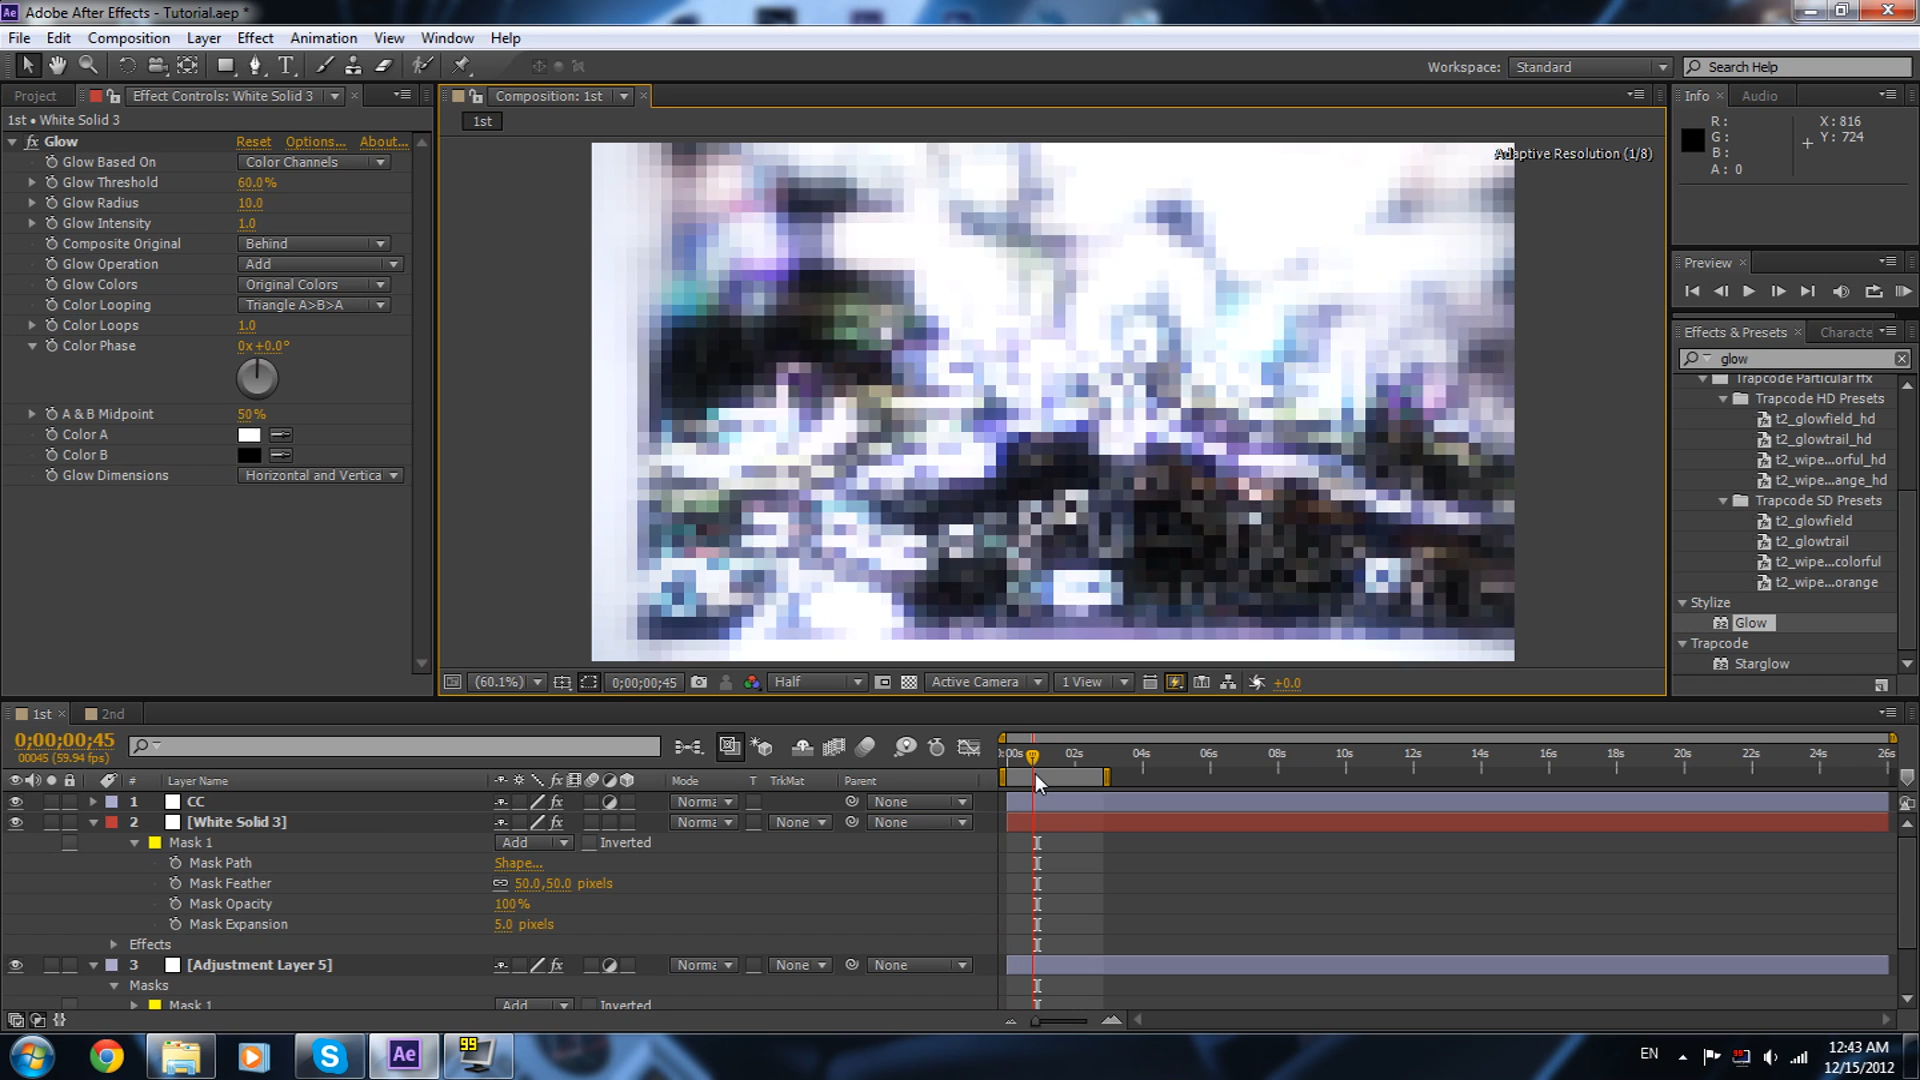 Adobe After Effects - Tutorial.aep *
File Edit Composition Layer Effect Animation View Window Help
Workspace: Standard Search Help
Project Effect Controls: White Solid 3
1st • White Solid 3
fx Glow Reset Options... About...
Glow Based On Color Channels
Glow Threshold 60.0%
Glow Radius 10.0
Glow Intensity 1.0
Composite Original Behind
Glow Operation Add
Glow Colors Original Colors
Color Looping Triangle A>B>A
Color Loops 1.0
Color Phase 0x+0.0°
A & B Midpoint 50%
Color A
Color B
Glow Dimensions Horizontal and Vertica
Composition: 1st
1st
Adaptive Resolution (1/8)
(60.1%) 0;00;00;45 Half Active Camera 1 View +0.0
Info Audio
R: X: 816
G: Y: 724
B:
A: 0
Preview
Effects & Presets Characte
glow
Trapcode Particular ffx
Trapcode HD Presets
t2_glowfield_hd
t2_glowtrail_hd
t2_wipe...orful_hd
t2_wipe...ange_hd
Trapcode SD Presets
t2_glowfield
t2_glowtrail
t2_wipe...colorful
t2_wipe...orange
Stylize
Glow
Trapcode
Starglow
1st 2nd
0;00;00;45
00045 (59.94 fps)
# Layer Name Mode T TrkMat Parent
):00s 02s 04s 06s 08s 10s 12s 14s 16s 18s 20s 22s 24s 26s
1 CC fx Norma None
2 [White Solid 3] fx Norma None None
Mask 1 Add Inverted
Mask Path Shape...
Mask Feather 50.0,50.0 pixels
Mask Opacity 100%
Mask Expansion 5.0 pixels
Effects
3 [Adjustment Layer 5] fx Norma None None
Masks
Mask 1 Add Inverted
Ae 99
EN 12:43 AM
12/15/2012